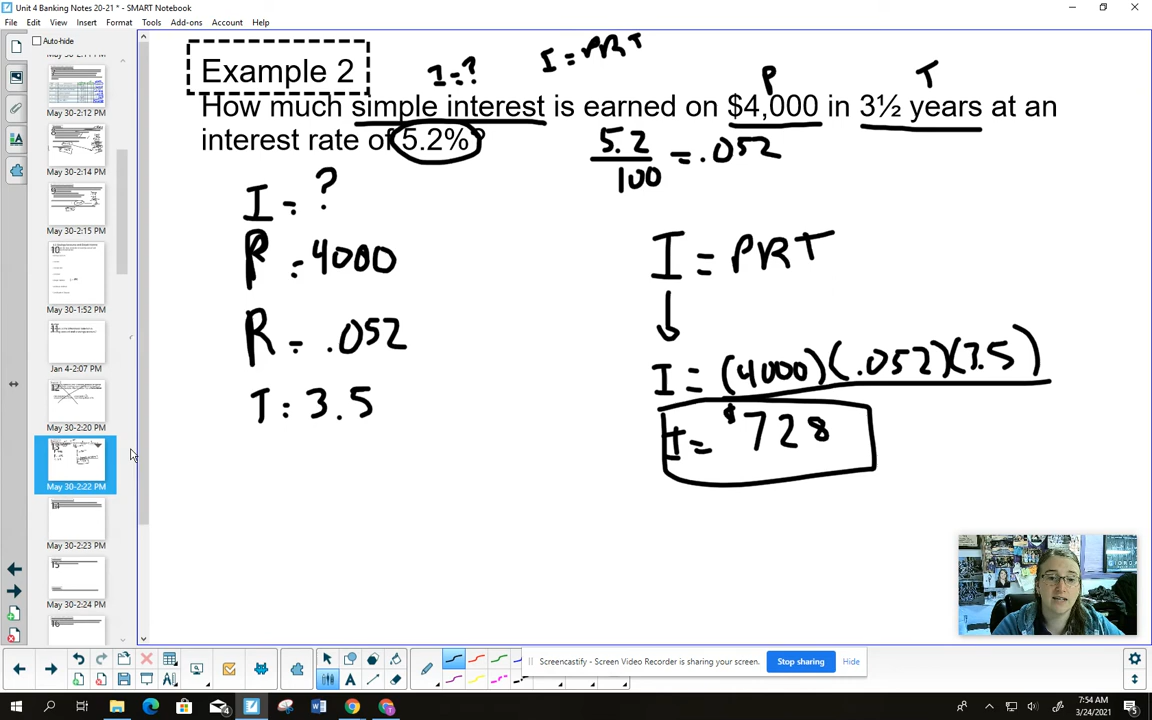 Unit 4 Banking Notes 20-21 * - SMART Notebook
File Edit View Insert Format Tools Add-ons Account Help
Auto-hide
May 30-2:12 PM
May 30-2:14 PM
May 30-2:15 PM
10
May 30-1:52 PM
Jan 4-2:07 PM
12
May 30-2:20 PM
13
May 30-2:22 PM
May 30-2:23 PM
15
May 30-2:24 PM
16
Example 2
I=?
I=PRT
P
T
How much simple interest is earned on $4,000 in 3½ years at an
interest rate of 5.2%?
5.2
100
=.052
I=?
P=4000
R=.052
T=3.5
I=PRT
I=(4000)(.052)(3.5)
I=$728
Screencastify - Screen Video Recorder is sharing your screen.
Stop sharing
Hide
7:54 AM
3/24/2021